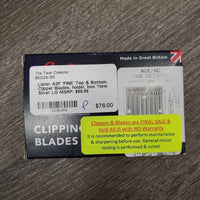 The Tack Collector
Lister A2F "FINE" Top & Bottom
Clipper Blades, folder, box *new
Silver LG MSRP: $99.99
$76.00
Made in Great Britain
A2F/AC
CLIPPING
BLADES
Clippers & Blades are FINAL SALE &
Sold AS-IS with NO Warranty
It is recommended to perform maintenance
& sharpening before use. General motor
testing is performed & noted